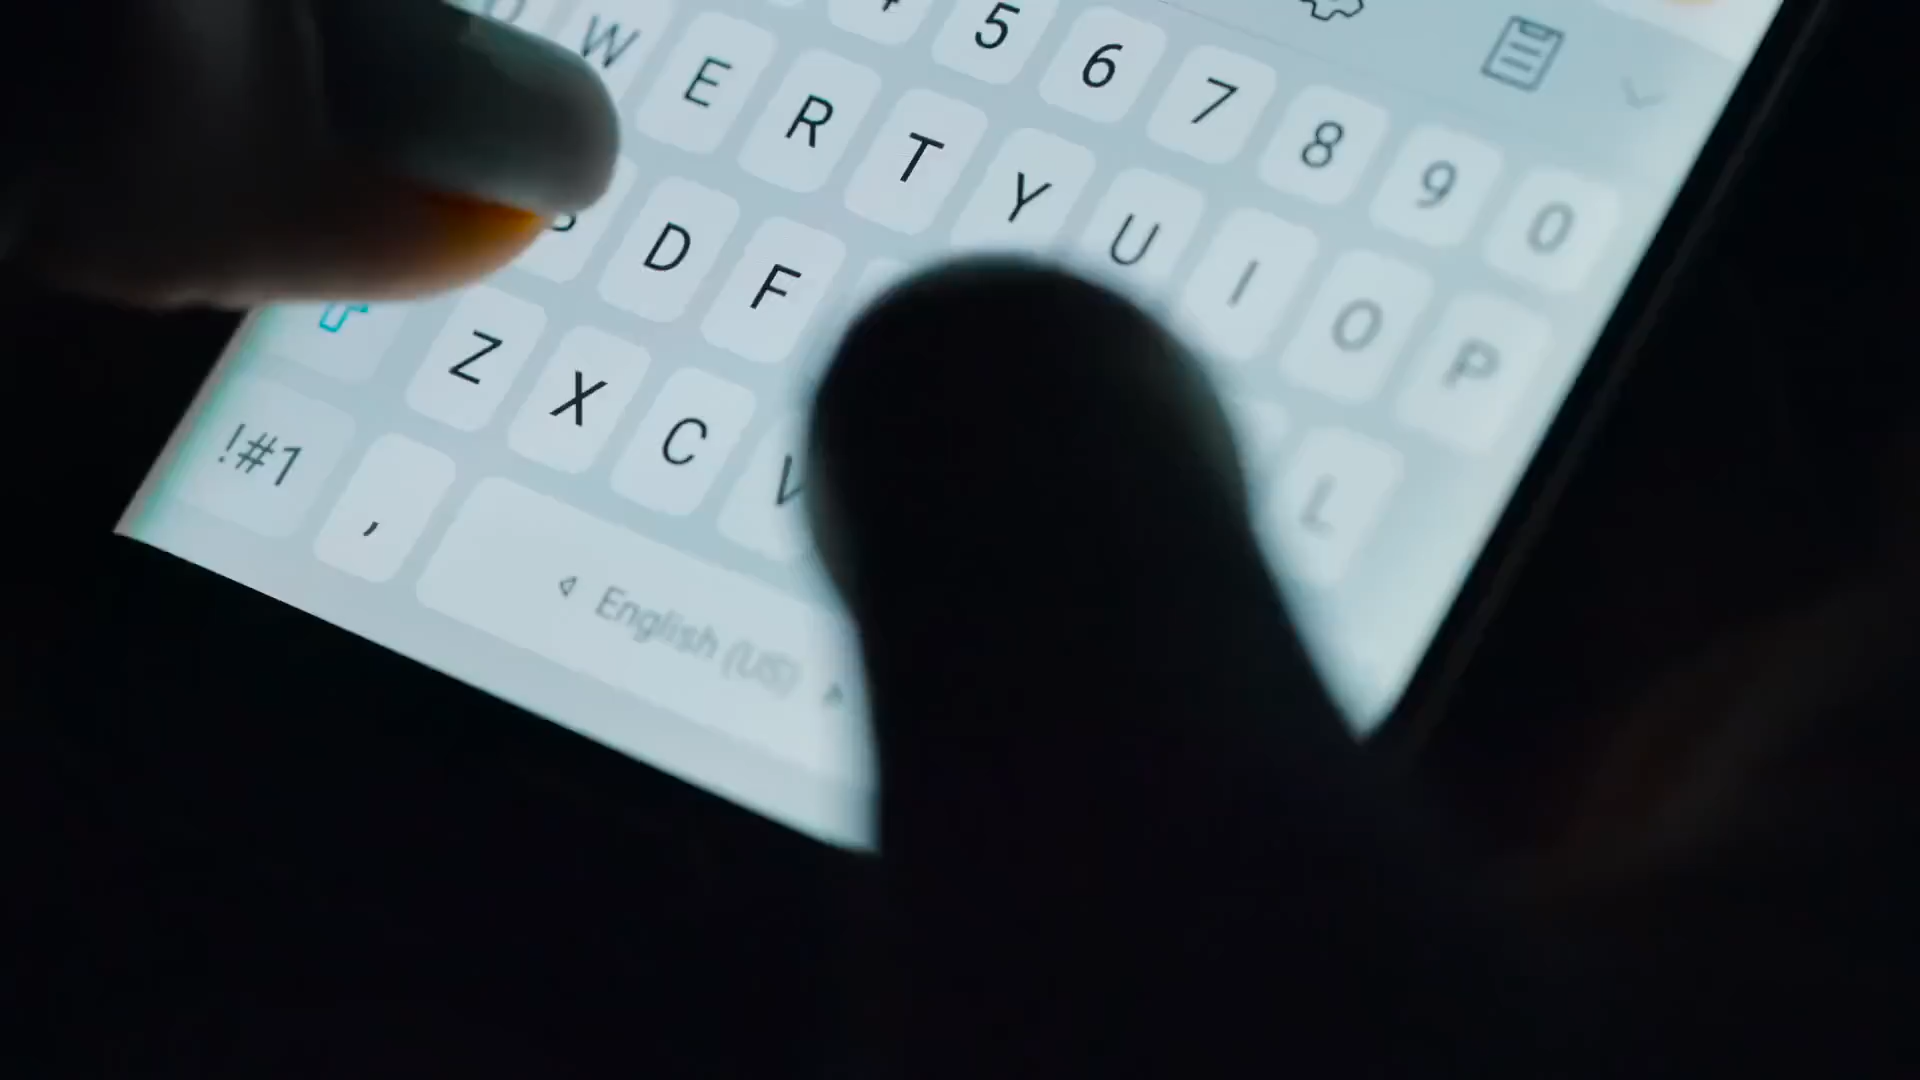 5 6 7 8 9 0
W E R T Y U I O P
D F L
Z X C V
!#1 , English (US)